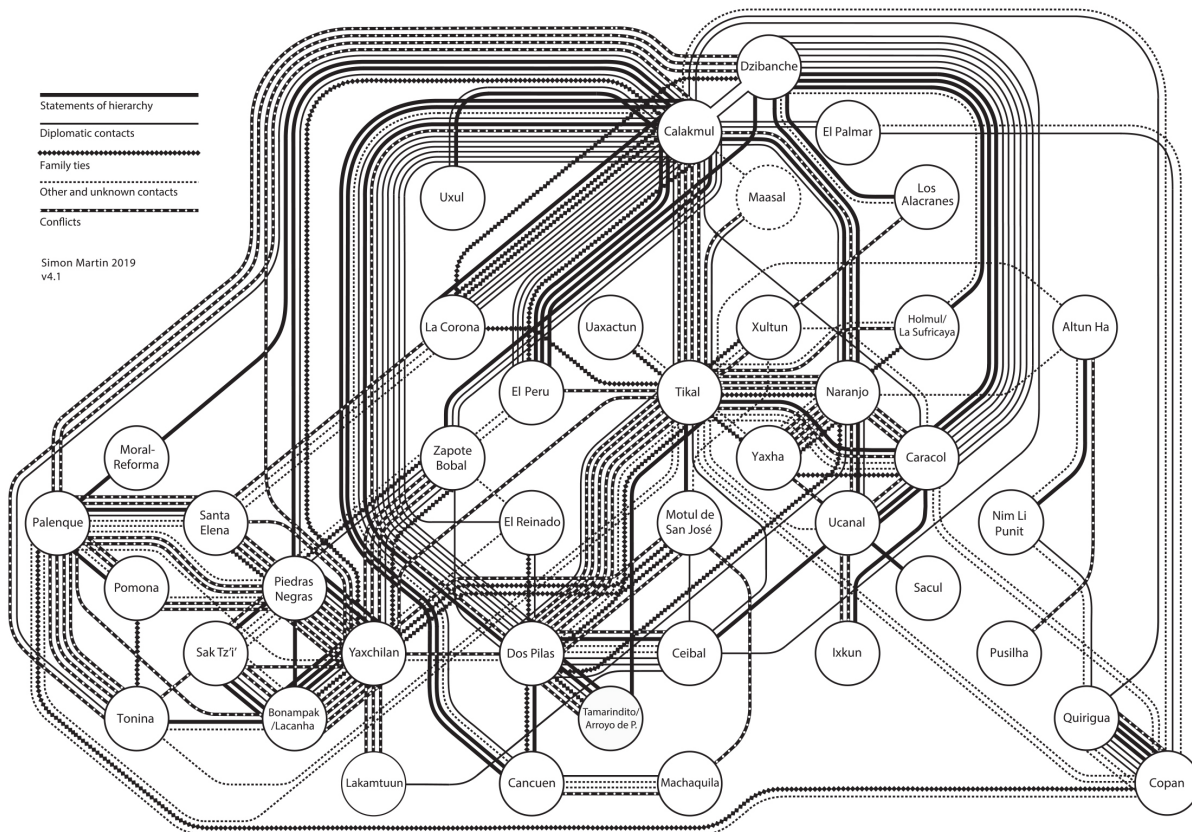 Dzibanche
Statements of hierarchy
Diplomatic contacts
Family ties
Other and unknown contacts
Conflicts
Simon Martin 2019
v4.1
Calakmul
El Palmar
Uxul
Maasal
Los
Alacranes
La Corona
Uaxactun
Xultun
Holmul/
La Sufricaya
Altun Ha
El Peru
Tikal
Naranjo
Moral-
Reforma
Zapote
Bobal
Yaxha
Caracol
Palenque
Santa
Elena
El Reinado
Motul de
San José
Ucanal
Nim Li
Punit
Pomona
Piedras
Negras
Sacul
Sak Tz'i'
Yaxchilan
Dos Pilas
Ceibal
Ixkun
Pusilha
Tonina
Bonampak
/Lacanha
Tamarindito/
Arroyo de P.
Quirigua
Lakamtuun
Cancuen
Machaquila
Copan